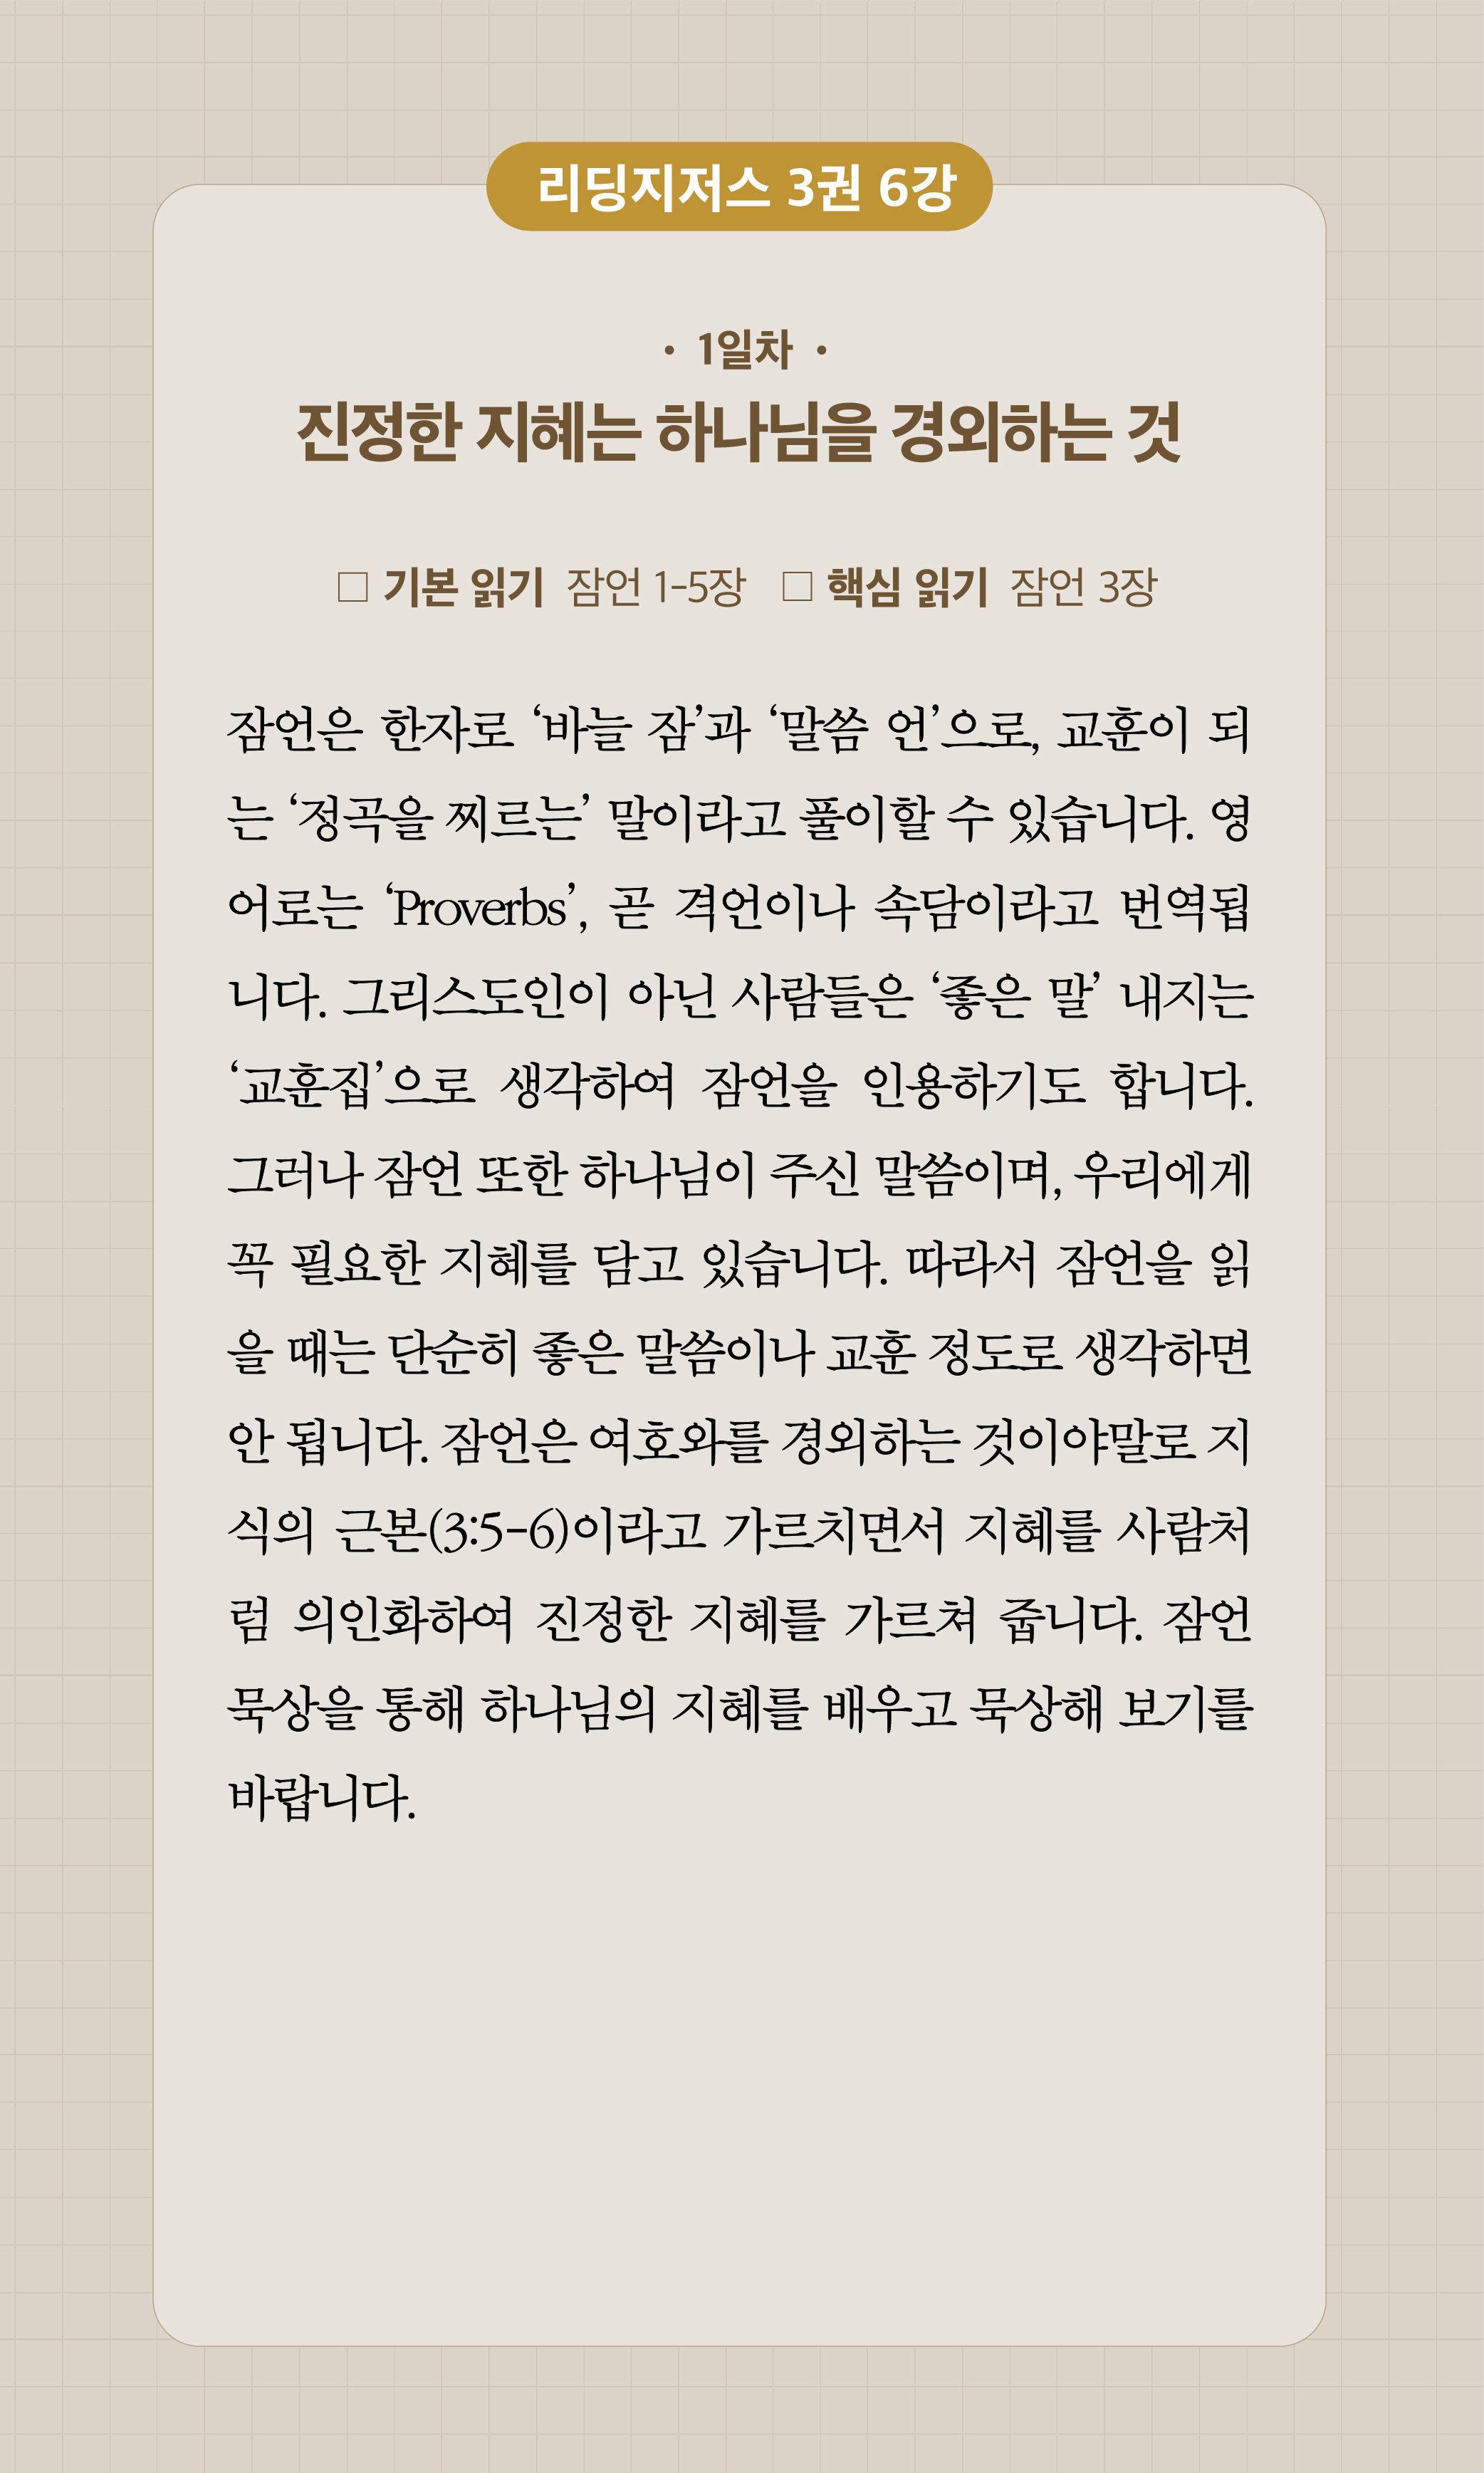 리딩지저스 3권 6강
• 1일차 •
진정한 지혜는 하나님을 경외하는 것
□ 기본 읽기 잠언 1-5장 □ 핵심 읽기 잠언 3장
잠언은 한자로 ‘바늘 잠’과 ‘말씀 언’으로, 교훈이 되
는 ‘정곡을 찌르는’ 말이라고 풀이할 수 있습니다. 영
어로는 ‘Proverbs’, 곧 격언이나 속담이라고 번역됩
니다. 그리스도인이 아닌 사람들은 ‘좋은 말’ 내지는
‘교훈집’으로 생각하여 잠언을 인용하기도 합니다.
그러나 잠언 또한 하나님이 주신 말씀이며, 우리에게
꼭 필요한 지혜를 담고 있습니다. 따라서 잠언을 읽
을 때는 단순히 좋은 말씀이나 교훈 정도로 생각하면
안 됩니다. 잠언은 여호와를 경외하는 것이야말로 지
식의 근본(3:5-6)이라고 가르치면서 지혜를 사람처
럼 의인화하여 진정한 지혜를 가르쳐 줍니다. 잠언
묵상을 통해 하나님의 지혜를 배우고 묵상해 보기를
바랍니다.